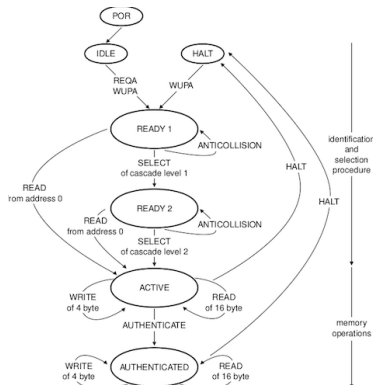 POR
IDLE
HALT
REQA
WUPA
WUPA
READY 1
ANTICOLLISION
identification
and
selection
procedure
SELECT
of cascade level 1
HALT
READ
from address 0
HALT
READY 2
READ
from address 0
ANTICOLLISION
SELECT
of cascade level 2
ACTIVE
WRITE
of 4 byte
READ
of 16 byte
memory
operations
AUTHENTICATE
WRITE
of 4 byte
AUTHENTICATED
READ
of 16 byte